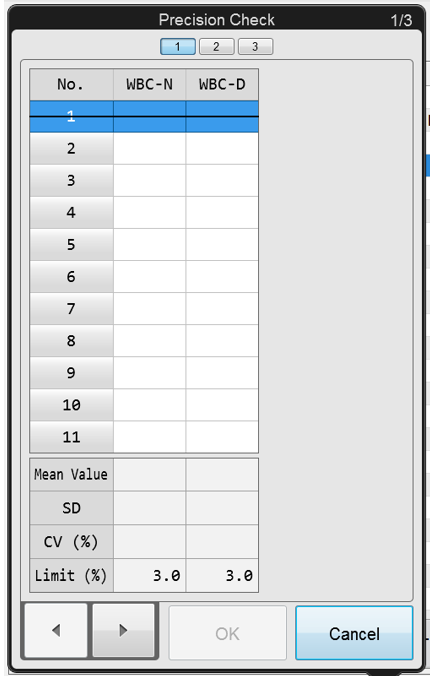 Precision Check 1/3
1 2 3
No. WBC-N WBC-D
1
2
3
4
5
6
7
8
9
10
11
Mean Value
SD
CV (%)
Limit (%) 3.0 3.0
OK Cancel